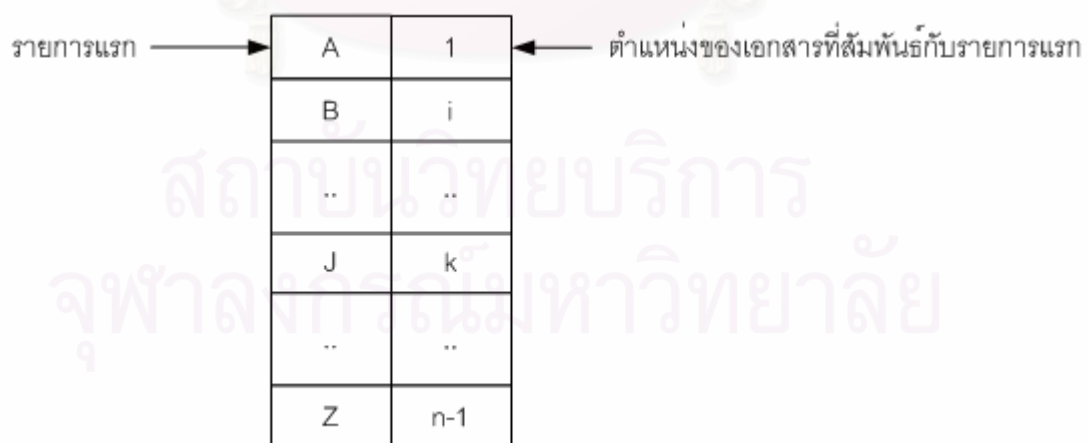 รายการแรก A 1 ตำแหน่งของเอกสารที่สัมพันธ์กับรายการแรก
B i
.. ..
สถาบันวิทยบริการ
J k
จุฬาลงกรณ์มหาวิทยาลัย
.. ..
Z n-1